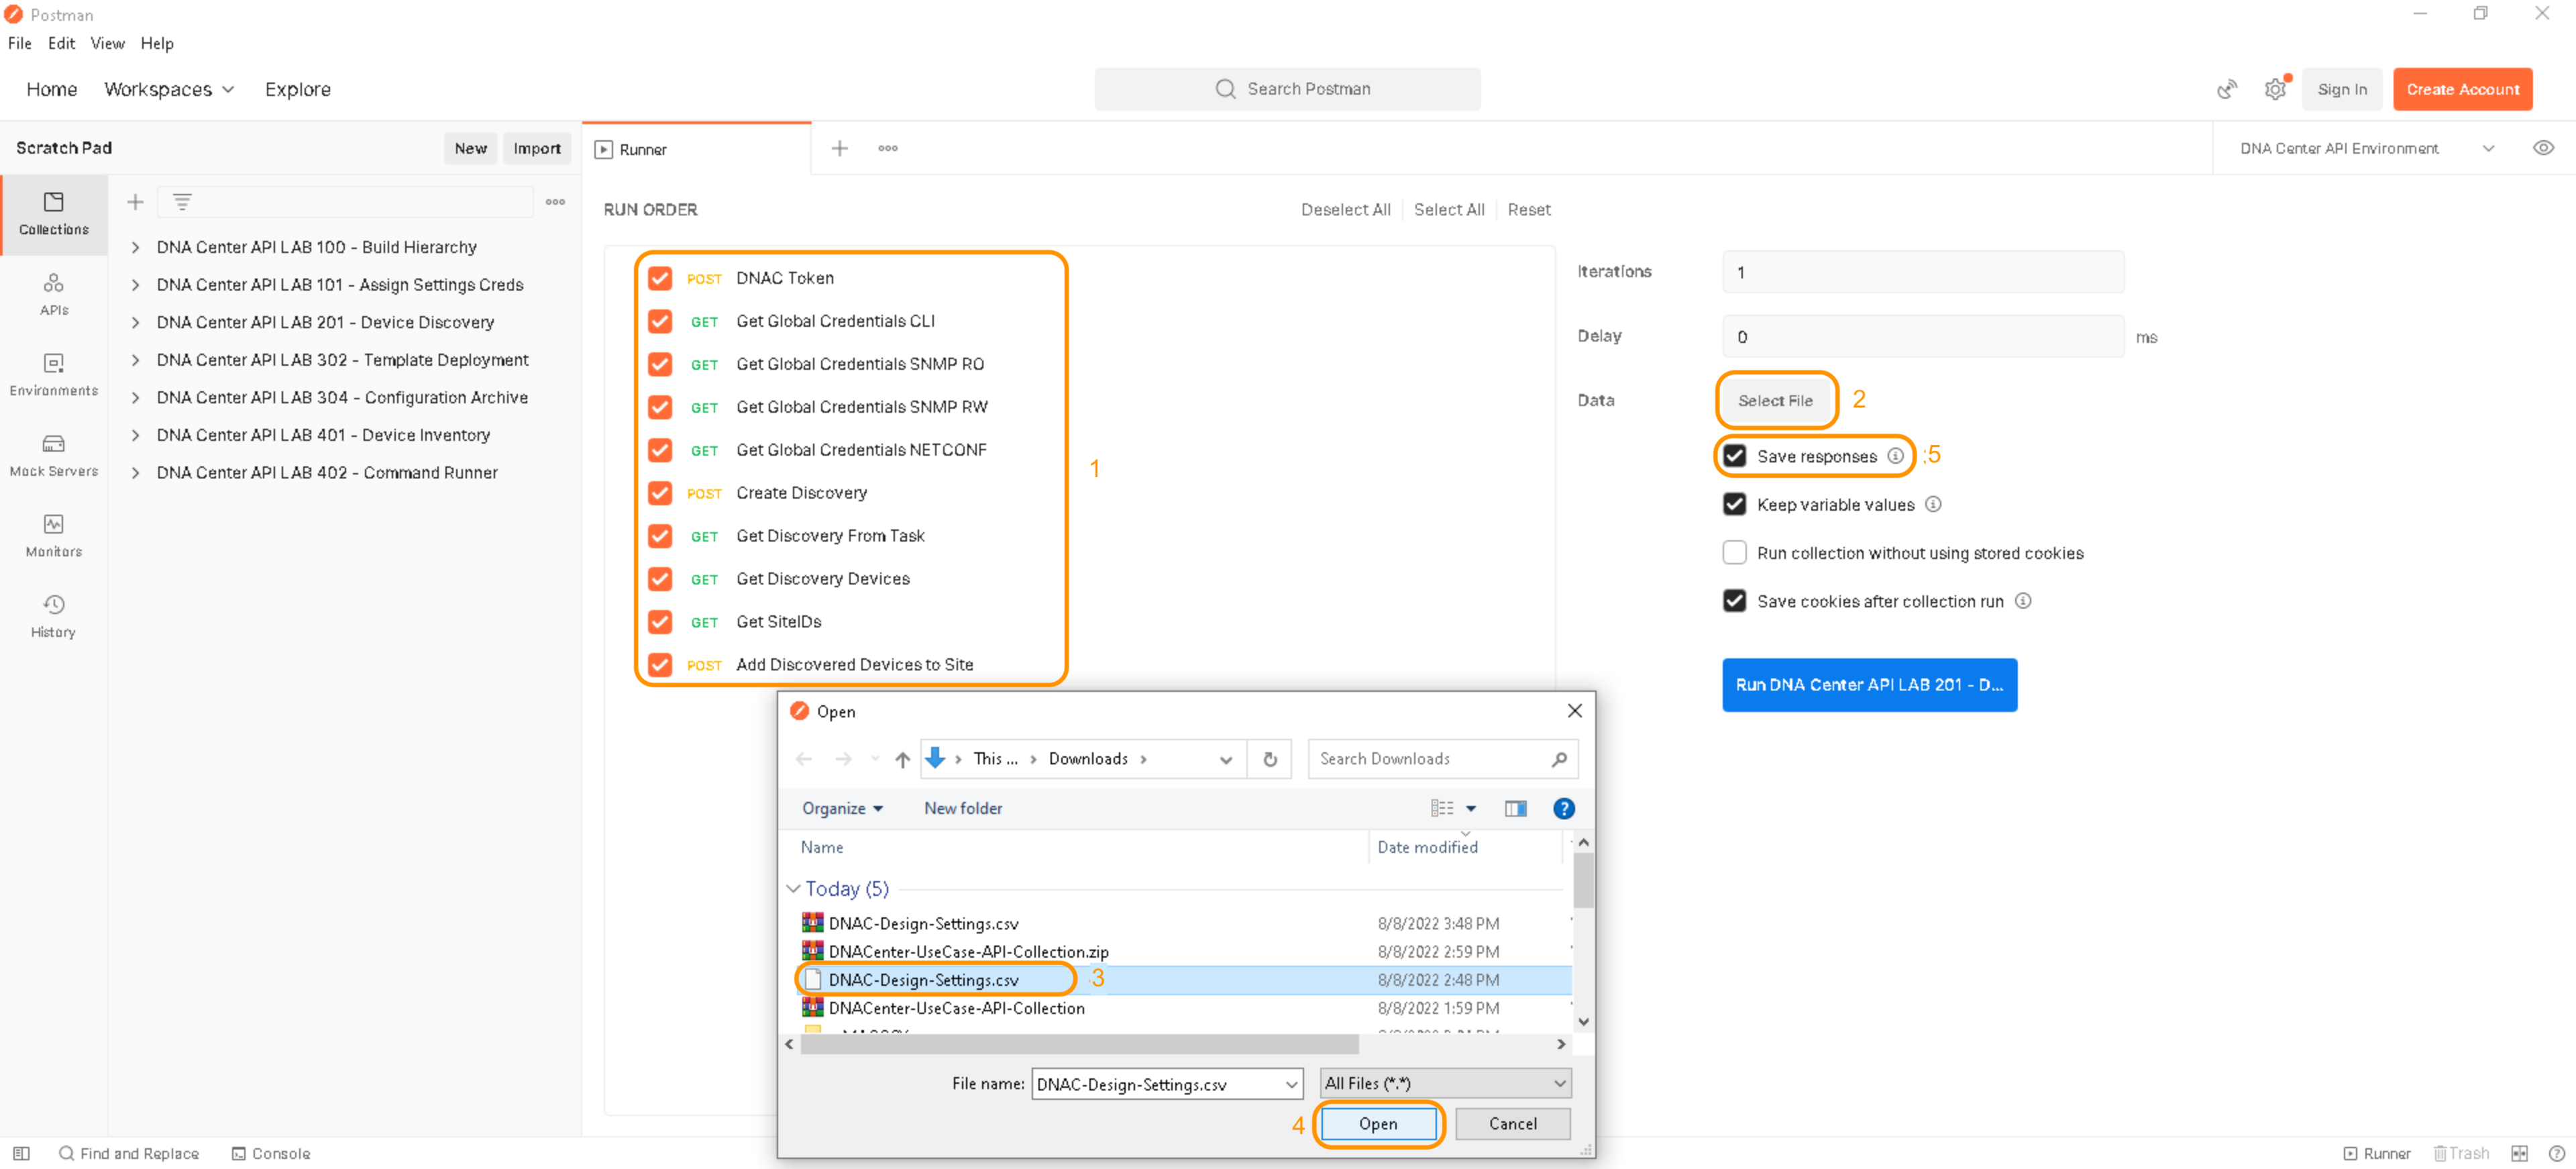 Postman
File Edit View Help
Home Workspaces Explore
Search Postman
Sign In
Create Account
Scratch Pad
New
Import
Runner
DNA Center API Environment
Collections
APIs
Environments
Mock Servers
Monitors
History
DNA Center API LAB 100 - Build Hierarchy
DNA Center API LAB 101 - Assign Settings Creds
DNA Center API LAB 201 - Device Discovery
DNA Center API LAB 302 - Template Deployment
DNA Center API LAB 304 - Configuration Archive
DNA Center API LAB 401 - Device Inventory
DNA Center API LAB 402 - Command Runner
RUN ORDER
Deselect All Select All Reset
POST DNAC Token
GET Get Global Credentials CLI
GET Get Global Credentials SNMP RO
GET Get Global Credentials SNMP RW
GET Get Global Credentials NETCONF
POST Create Discovery
GET Get Discovery From Task
GET Get Discovery Devices
GET Get SiteIDs
POST Add Discovered Devices to Site
1
Iterations 1
Delay 0 ms
Data Select File 2
Save responses :5
Keep variable values
Run collection without using stored cookies
Save cookies after collection run
Run DNA Center API LAB 201 - D...
Open
This ... Downloads
Search Downloads
Organize New folder
Name Date modified
Today (5)
DNAC-Design-Settings.csv 8/8/2022 3:48 PM
DNACenter-UseCase-API-Collection.zip 8/8/2022 2:59 PM
DNAC-Design-Settings.csv 3 8/8/2022 2:48 PM
DNACenter-UseCase-API-Collection 8/8/2022 1:59 PM
File name: DNAC-Design-Settings.csv All Files (*.*)
4 Open Cancel
Find and Replace Console
Runner Trash